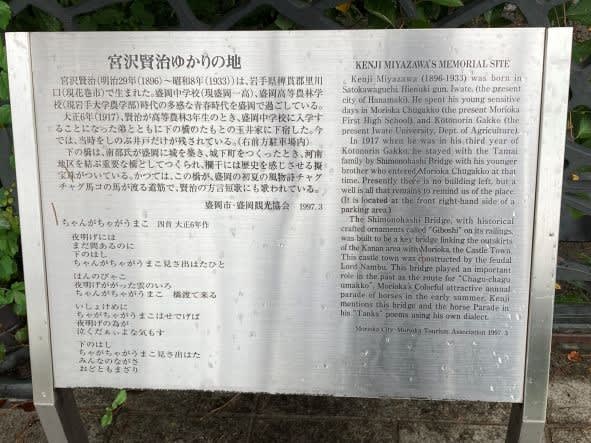 宮沢賢治ゆかりの地
宮沢賢治(明治29年(1896)～昭和8年(1933))は、岩手県稗貫郡里川
口(現花巻市)で生まれた。盛岡中学校(現盛岡一高)、盛岡高等農林学
校(現岩手大学農学部)時代の多感な青春時代を盛岡で過ごしている。
大正6年(1917)、賢治が高等農林3年生のとき、盛岡中学校に入学す
ることになった弟とともに下の橋のたもとの玉井家に下宿した。今
では、当時をしのぶ井戸だけが残されている。(右前方駐車場内)
下の橋は、南部氏が盛岡に城を築き、城下町をつくったとき、河南
地区を結ぶ重要な橋としてつくられ、欄干には歴史を感じさせる擬
宝珠がついている。かつては、この橋が、盛岡の初夏の風物詩チャグ
チャグ馬コの馬が渡る道筋で、賢治の方言短歌にも歌われている。
盛岡市・盛岡観光協会 1997.3
ちゃんがちゃがうまこ 四首 大正6年作
夜明げには
まだ間あるのに
下のはし
ちゃんがちゃがうまこ見さ出はたひと
ほんのぴゃこ
夜明げががった雲のいろ
ちゃんがちゃがうまこ 橋渡て来る
いしょけめに
ちゃがちゃがうまこはせでげば
夜明げの為が
泣くだぁぃよな気もす
下のはし
ちゃがちゃがうまこ見さ出はた
みんなのながさ
おどともまざり
KENJI MIYAZAWA'S MEMORIAL SITE
Kenji Miyazawa (1896-1933) was born in
Satokawaguchi, Hienuki gun, Iwate, (the present
city of Hanamaki). He spent his young sensitive
days in Morioka Chugakko (the present Morioka
First High School), and Kotonorin Gakko (the
present Iwate University, Dept. of Agriculture).
In 1917 when he was in his third year of
Kotonorin Gakko, he stayed with the Tamai
family by Shimonohashi Bridge with his younger
brother who entered Morioka Chugakko at that
time. Presently there is no building left, but a
well is all that remains to remind us of the place.
(It is located at the front right-hand side of a
parking area.)
The Shimonohashi Bridge, with historical
crafted ornaments called "Giboshi" on its railings,
was built to be a key bridge linking the outskirts
of the Kanan area with Morioka, the Castle Town.
This castle town was constructed by the feudal
Lord Nambu. This bridge played an important
role in the past as the route for "Chagu-chagu
umakko", Morioka's Colorful attractive annual
parade of horses in the early summer. Kenji
mentions this bridge and the horse Parade in
his "Tanka" poems using his own dialect.
Morioka City・Morioka Tourism Association 1997. 3